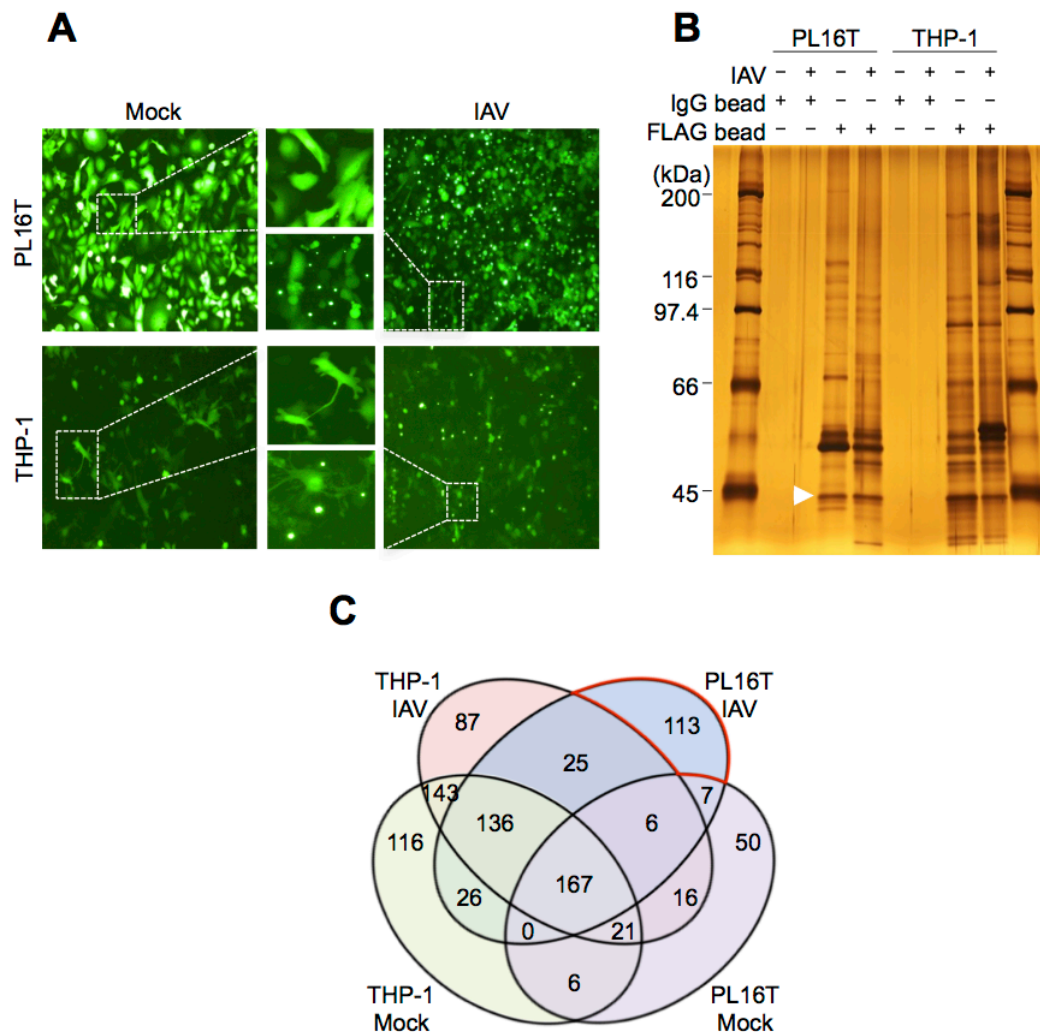 A
Mock
IAV
PL16T
THP-1
B
PL16T
THP-1
IAV – + – + – + – +
IgG bead + + – – + + – –
FLAG bead – – + + – – + +
(kDa)
200
116
97.4
66
45
C
THP-1
IAV
PL16T
IAV
87
113
25
143
7
136
6
116
50
167
26
16
0
21
6
THP-1
Mock
PL16T
Mock